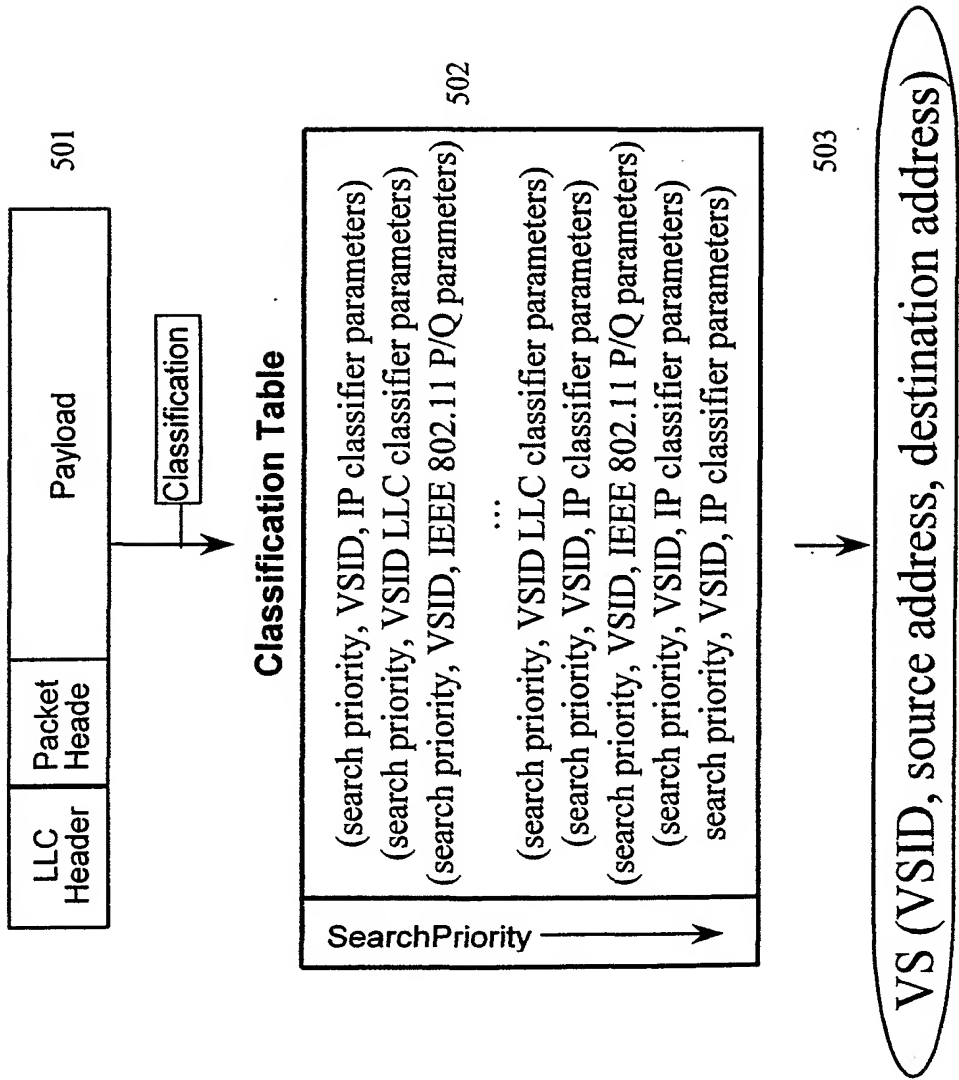 LLC
Header
Packet
Heade
Payload
501
Classification
Classification Table
SearchPriority
(search priority, VSID, IP classifier parameters)
(search priority, VSID LLC classifier parameters)
(search priority, VSID, IEEE 802.11 P/Q parameters)
...
(search priority, VSID LLC classifier parameters)
(search priority, VSID, IP classifier parameters)
(search priority, VSID, IEEE 802.11 P/Q parameters)
(search priority, VSID, IP classifier parameters)
search priority, VSID, IP classifier parameters)
502
503
VS (VSID, source address, destination address)